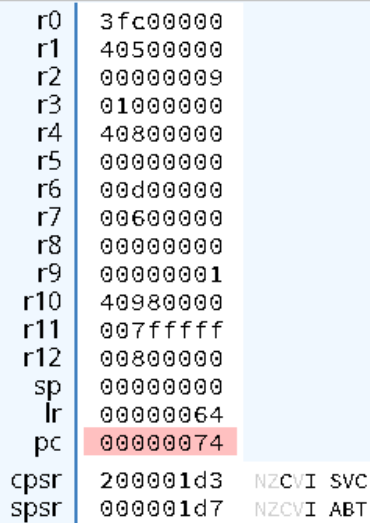 r0 3fc00000
r1 40500000
r2 00000009
r3 01000000
r4 40800000
r5 00000000
r6 00d00000
r7 00600000
r8 00000000
r9 00000001
r10 40980000
r11 007fffff
r12 00800000
sp 00000000
lr 00000064
pc 00000074
cpsr 200001d3 NZCVI SVC
spsr 000001d7 NZCVI ABT